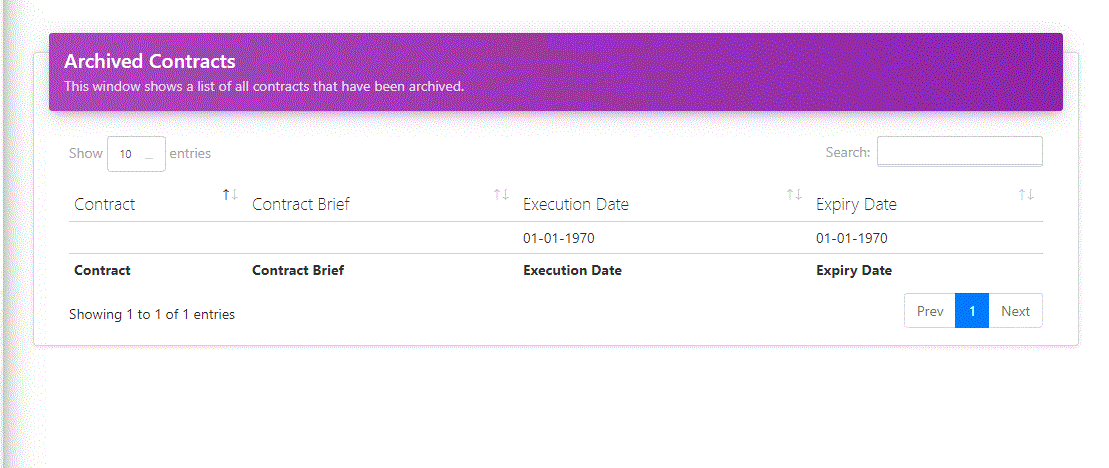 Archived Contracts
This window shows a list of all contracts that have been archived.
Show 10 entries Search:
Contract Contract Brief Execution Date Expiry Date
01-01-1970 01-01-1970
Contract Contract Brief Execution Date Expiry Date
Showing 1 to 1 of 1 entries Prev 1 Next